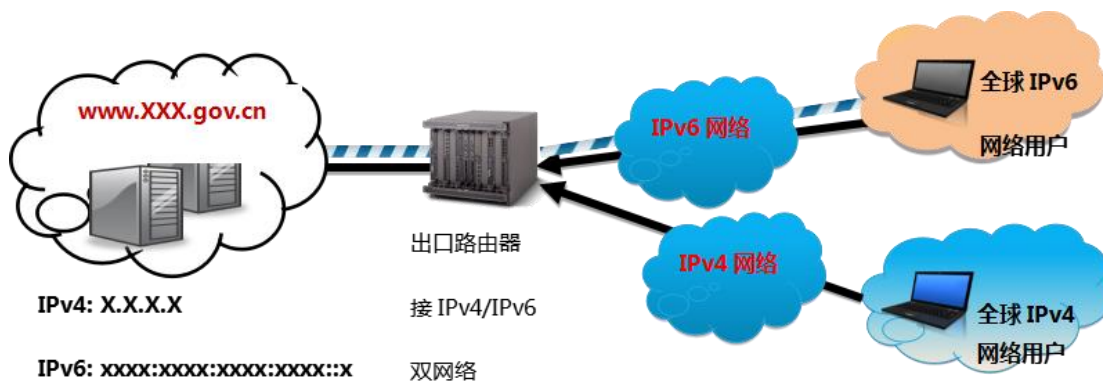 www.XXX.gov.cn
IPv4: X.X.X.X
IPv6: xxxx:xxxx:xxxx:xxxx::x
出口路由器
接 IPv4/IPv6
双网络
IPv6 网络
IPv4 网络
全球 IPv6
网络用户
全球 IPv4
网络用户